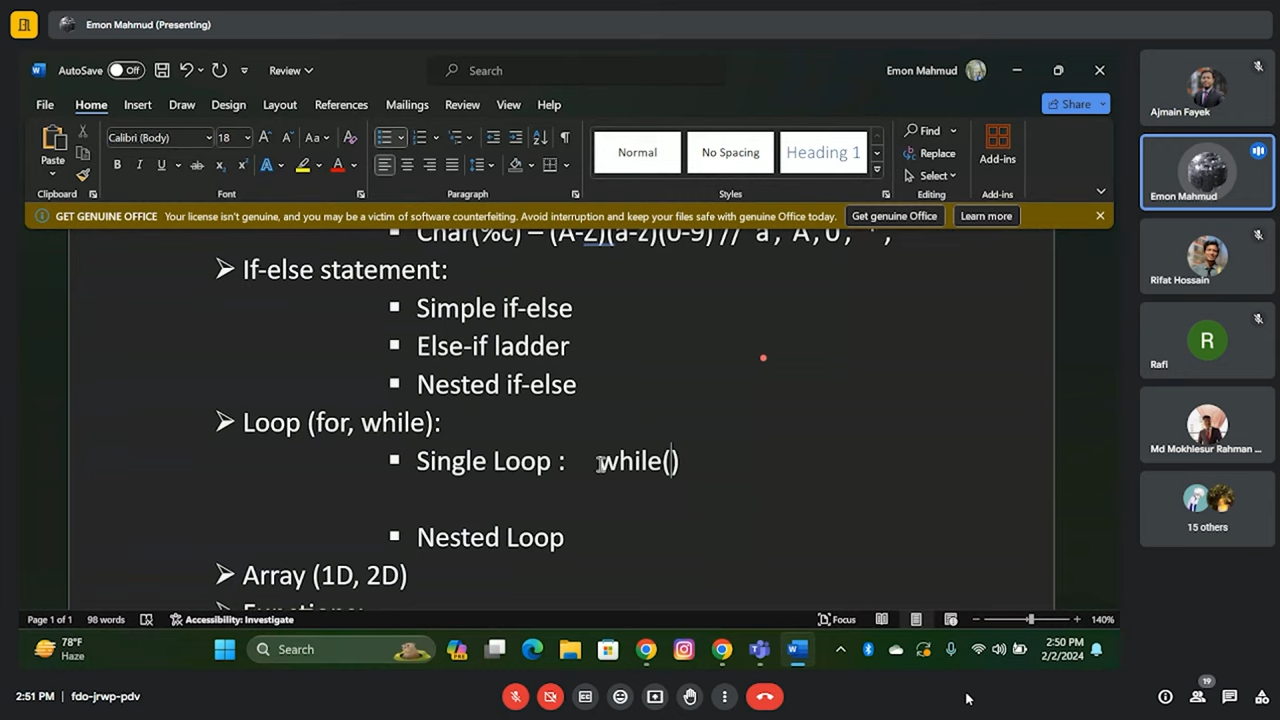 Emon Mahmud (Presenting)
AutoSave Off Review Search Emon Mahmud
File Home Insert Draw Design Layout References Mailings Review View Help Share
Paste Calibri (Body) 18 Normal No Spacing Heading 1 Find Replace Select Add-ins
Clipboard Font Paragraph Styles Editing Add-ins
GET GENUINE OFFICE Your license isn't genuine, and you may be a victim of software counterfeiting. Avoid interruption and keep your files safe with genuine Office today. Get genuine Office Learn more
Char(%c) – (A-Z)(a-z)(0-9) //
If-else statement:
Simple if-else
Else-if ladder
Nested if-else
Loop (for, while):
Single Loop : while()
Nested Loop
Array (1D, 2D)
Page 1 of 1 98 words Accessibility: Investigate Focus 140%
78°F
Haze
Search
2:50 PM
2/2/2024
2:51 PM | fdo-jrwp-pdv
19
Ajmain Fayek
Emon Mahmud
Rifat Hossain
R
Rafi
Md Mokhlesur Rahman ...
15 others